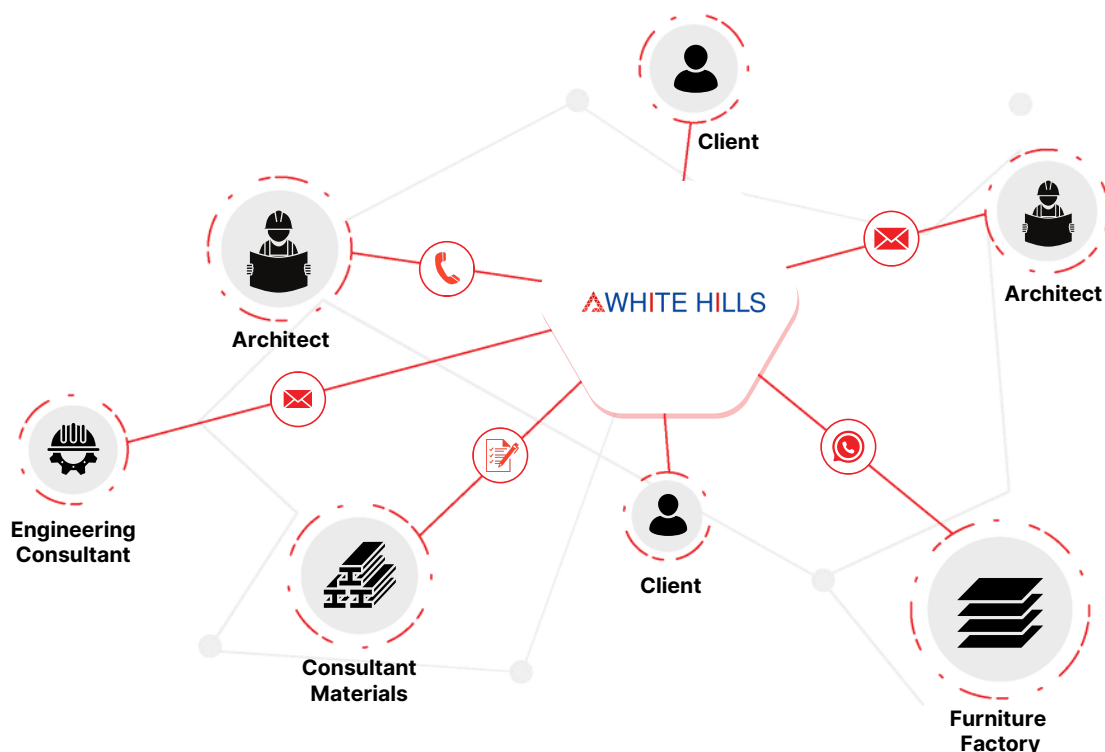 Client
Architect
WHITE HILLS
Architect
Engineering
Consultant
Client
Consultant
Materials
Furniture
Factory